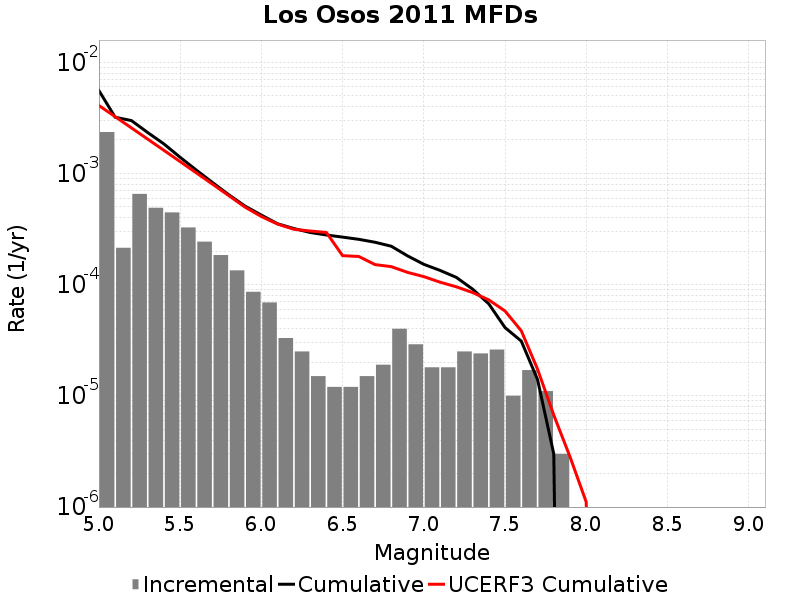 Los Osos 2011 MFDs
10-2
10-3
10-4
10-5
10-6
Rate (1/yr)
5.0 5.5 6.0 6.5 7.0 7.5 8.0 8.5 9.0
Magnitude
Incremental Cumulative UCERF3 Cumulative